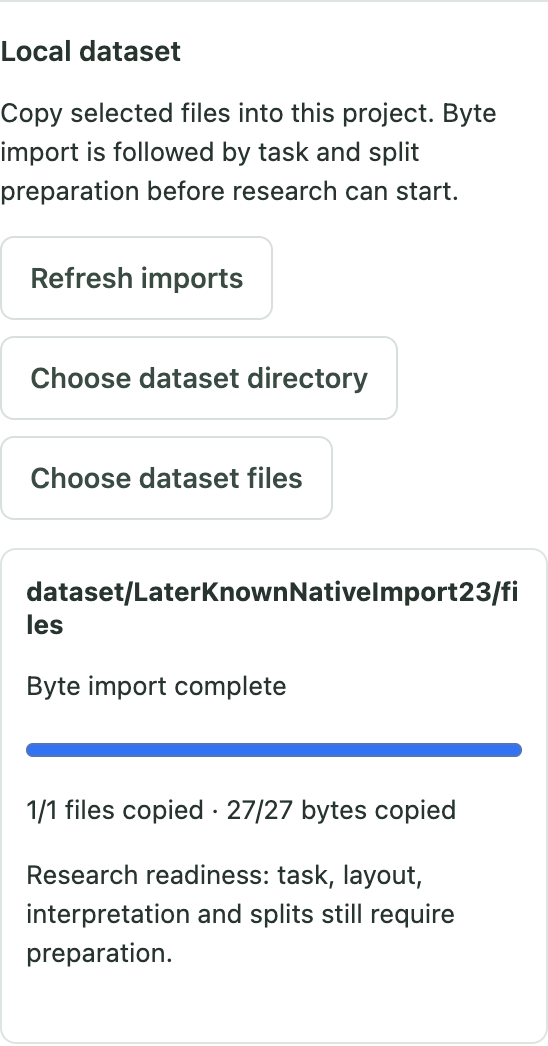 Local dataset
Copy selected files into this project. Byte
import is followed by task and split
preparation before research can start.
Refresh imports
Choose dataset directory
Choose dataset files
dataset/LaterKnownNativeImport23/fi
les
Byte import complete
1/1 files copied · 27/27 bytes copied
Research readiness: task, layout,
interpretation and splits still require
preparation.